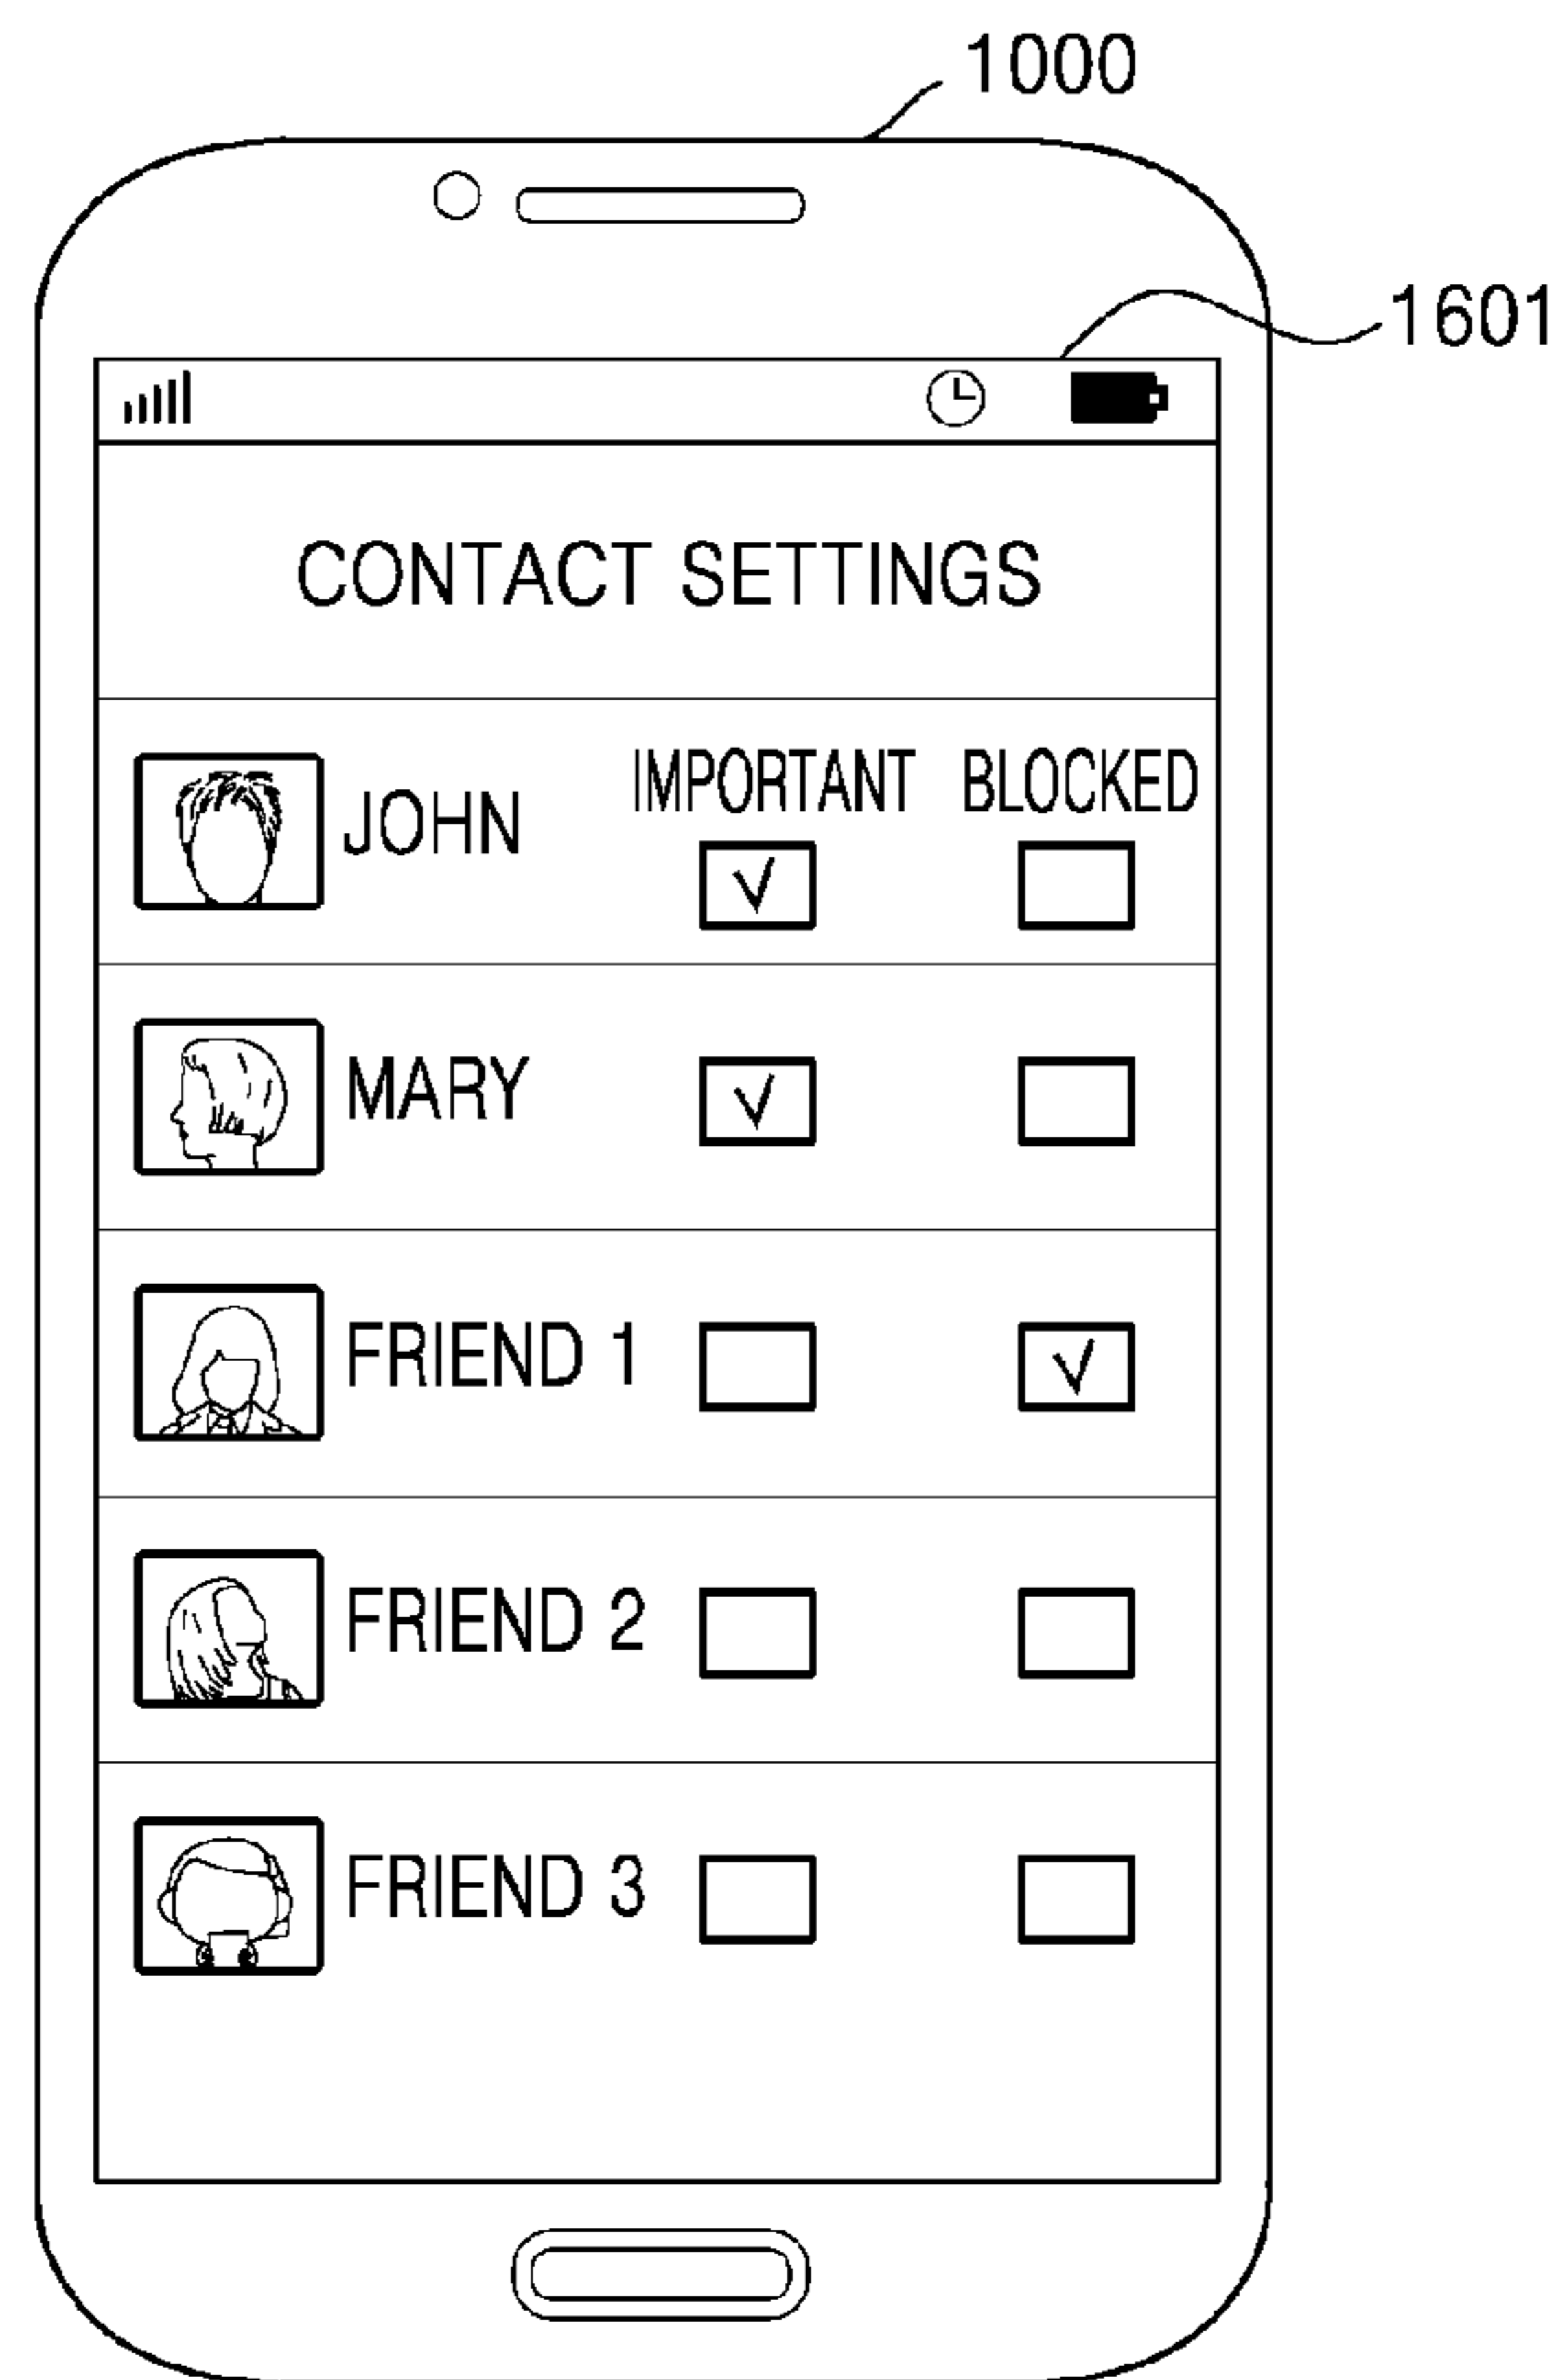 1000
1601
CONTACT SETTINGS
IMPORTANT BLOCKED
JOHN
MARY
FRIEND 1
FRIEND 2
FRIEND 3